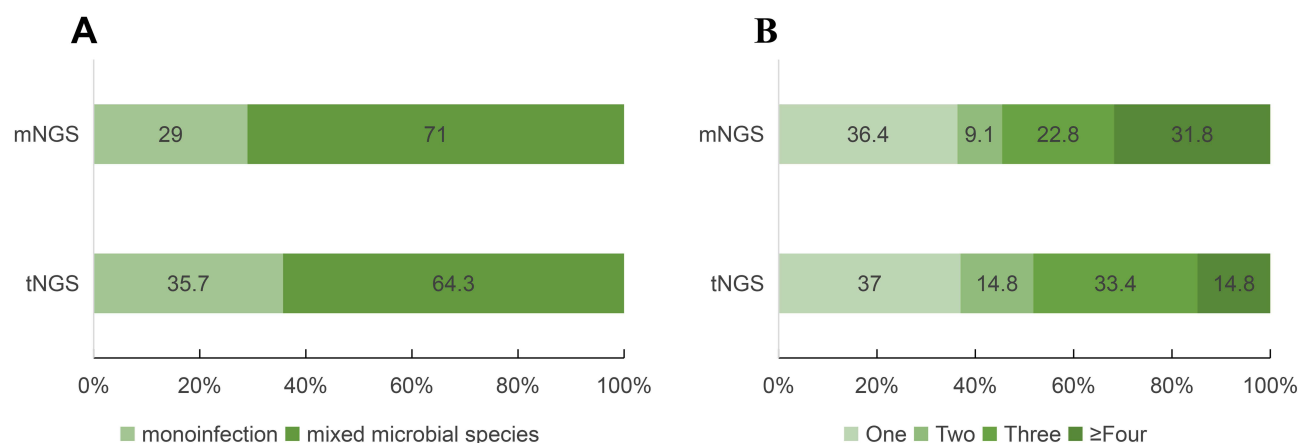 A
mNGS
29
71
tNGS
35.7
64.3
0% 20% 40% 60% 80% 100%
monoinfection mixed microbial species
B
mNGS
36.4 9.1 22.8 31.8
tNGS
37 14.8 33.4 14.8
0% 20% 40% 60% 80% 100%
One Two Three ≥Four